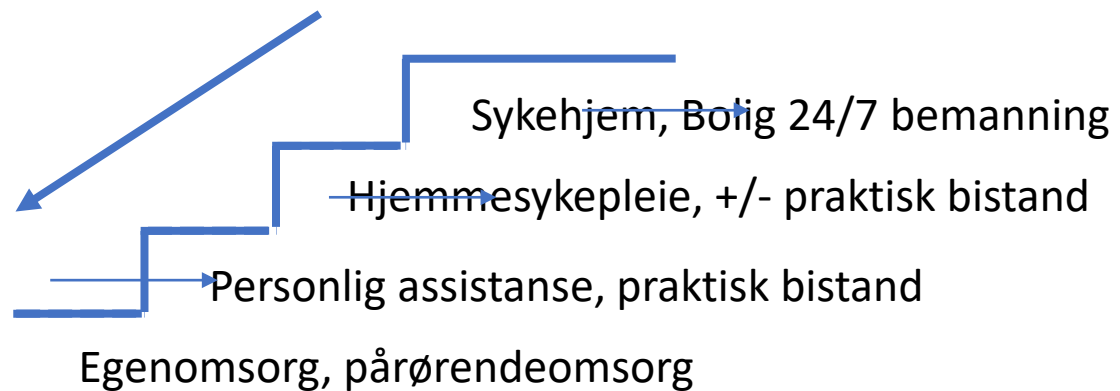 Sykehjem, Bolig 24/7 bemanning
Hjemmesykepleie, +/- praktisk bistand
Personlig assistanse, praktisk bistand
Egenomsorg, pårørendeomsorg